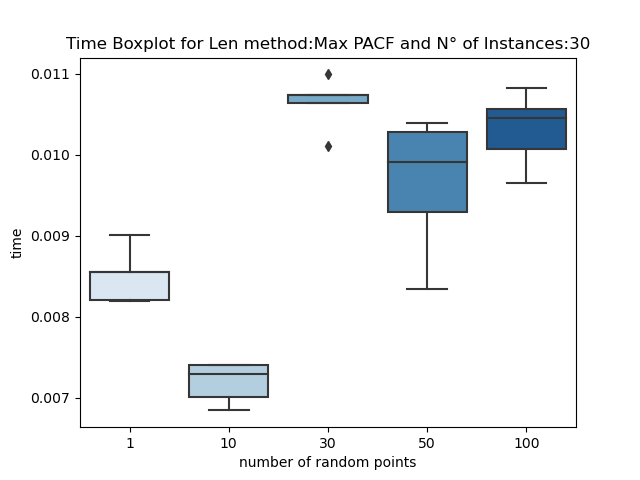 Time Boxplot for Len method:Max PACF and N° of Instances:30
0.011
0.010
0.009
0.008
0.007
time
1 10 30 50 100
number of random points